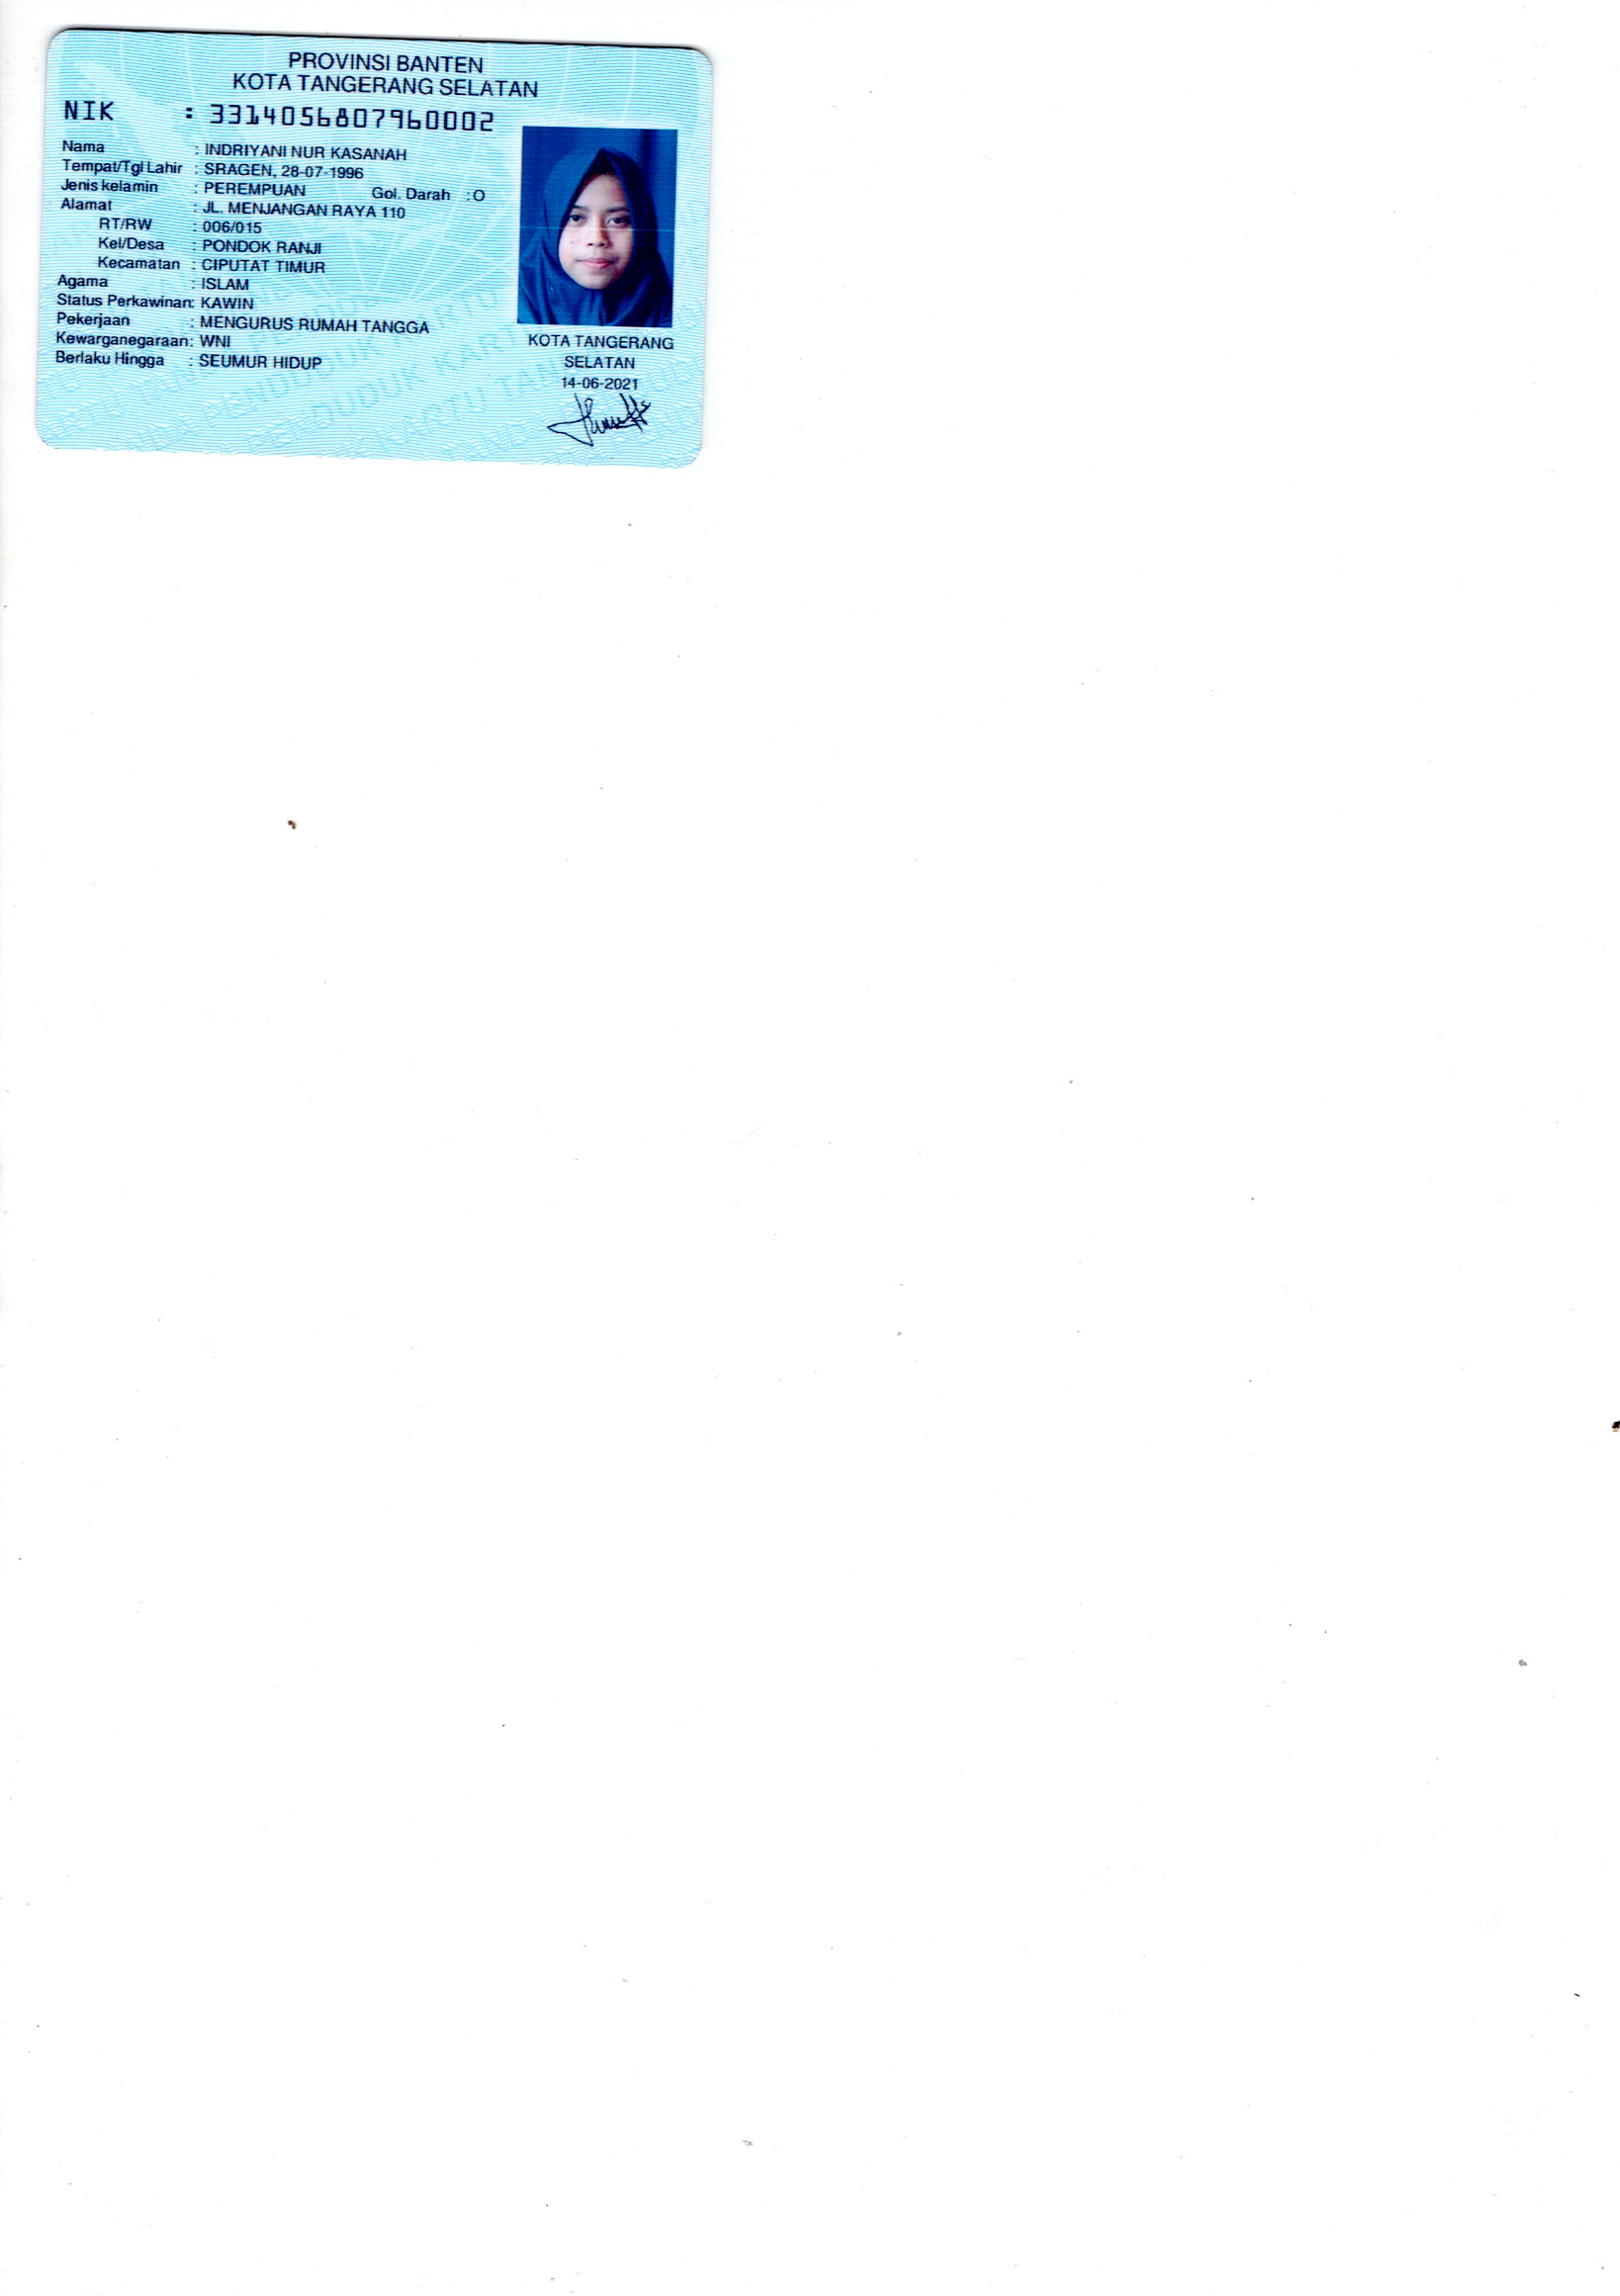 PROVINSI BANTEN
KOTA TANGERANG SELATAN
NIK : 3314056807960002
Nama : INDRIYANI NUR KASANAH
Tempat/Tgl Lahir : SRAGEN, 28-07-1996
Jenis kelamin : PEREMPUAN Gol. Darah : O
Alamat : JL. MENJANGAN RAYA 110
RT/RW : 006/015
Kel/Desa : PONDOK RANJI
Kecamatan : CIPUTAT TIMUR
Agama : ISLAM
Status Perkawinan: KAWIN
Pekerjaan : MENGURUS RUMAH TANGGA
Kewarganegaraan: WNI
Berlaku Hingga : SEUMUR HIDUP
KOTA TANGERANG
SELATAN
14-06-2021